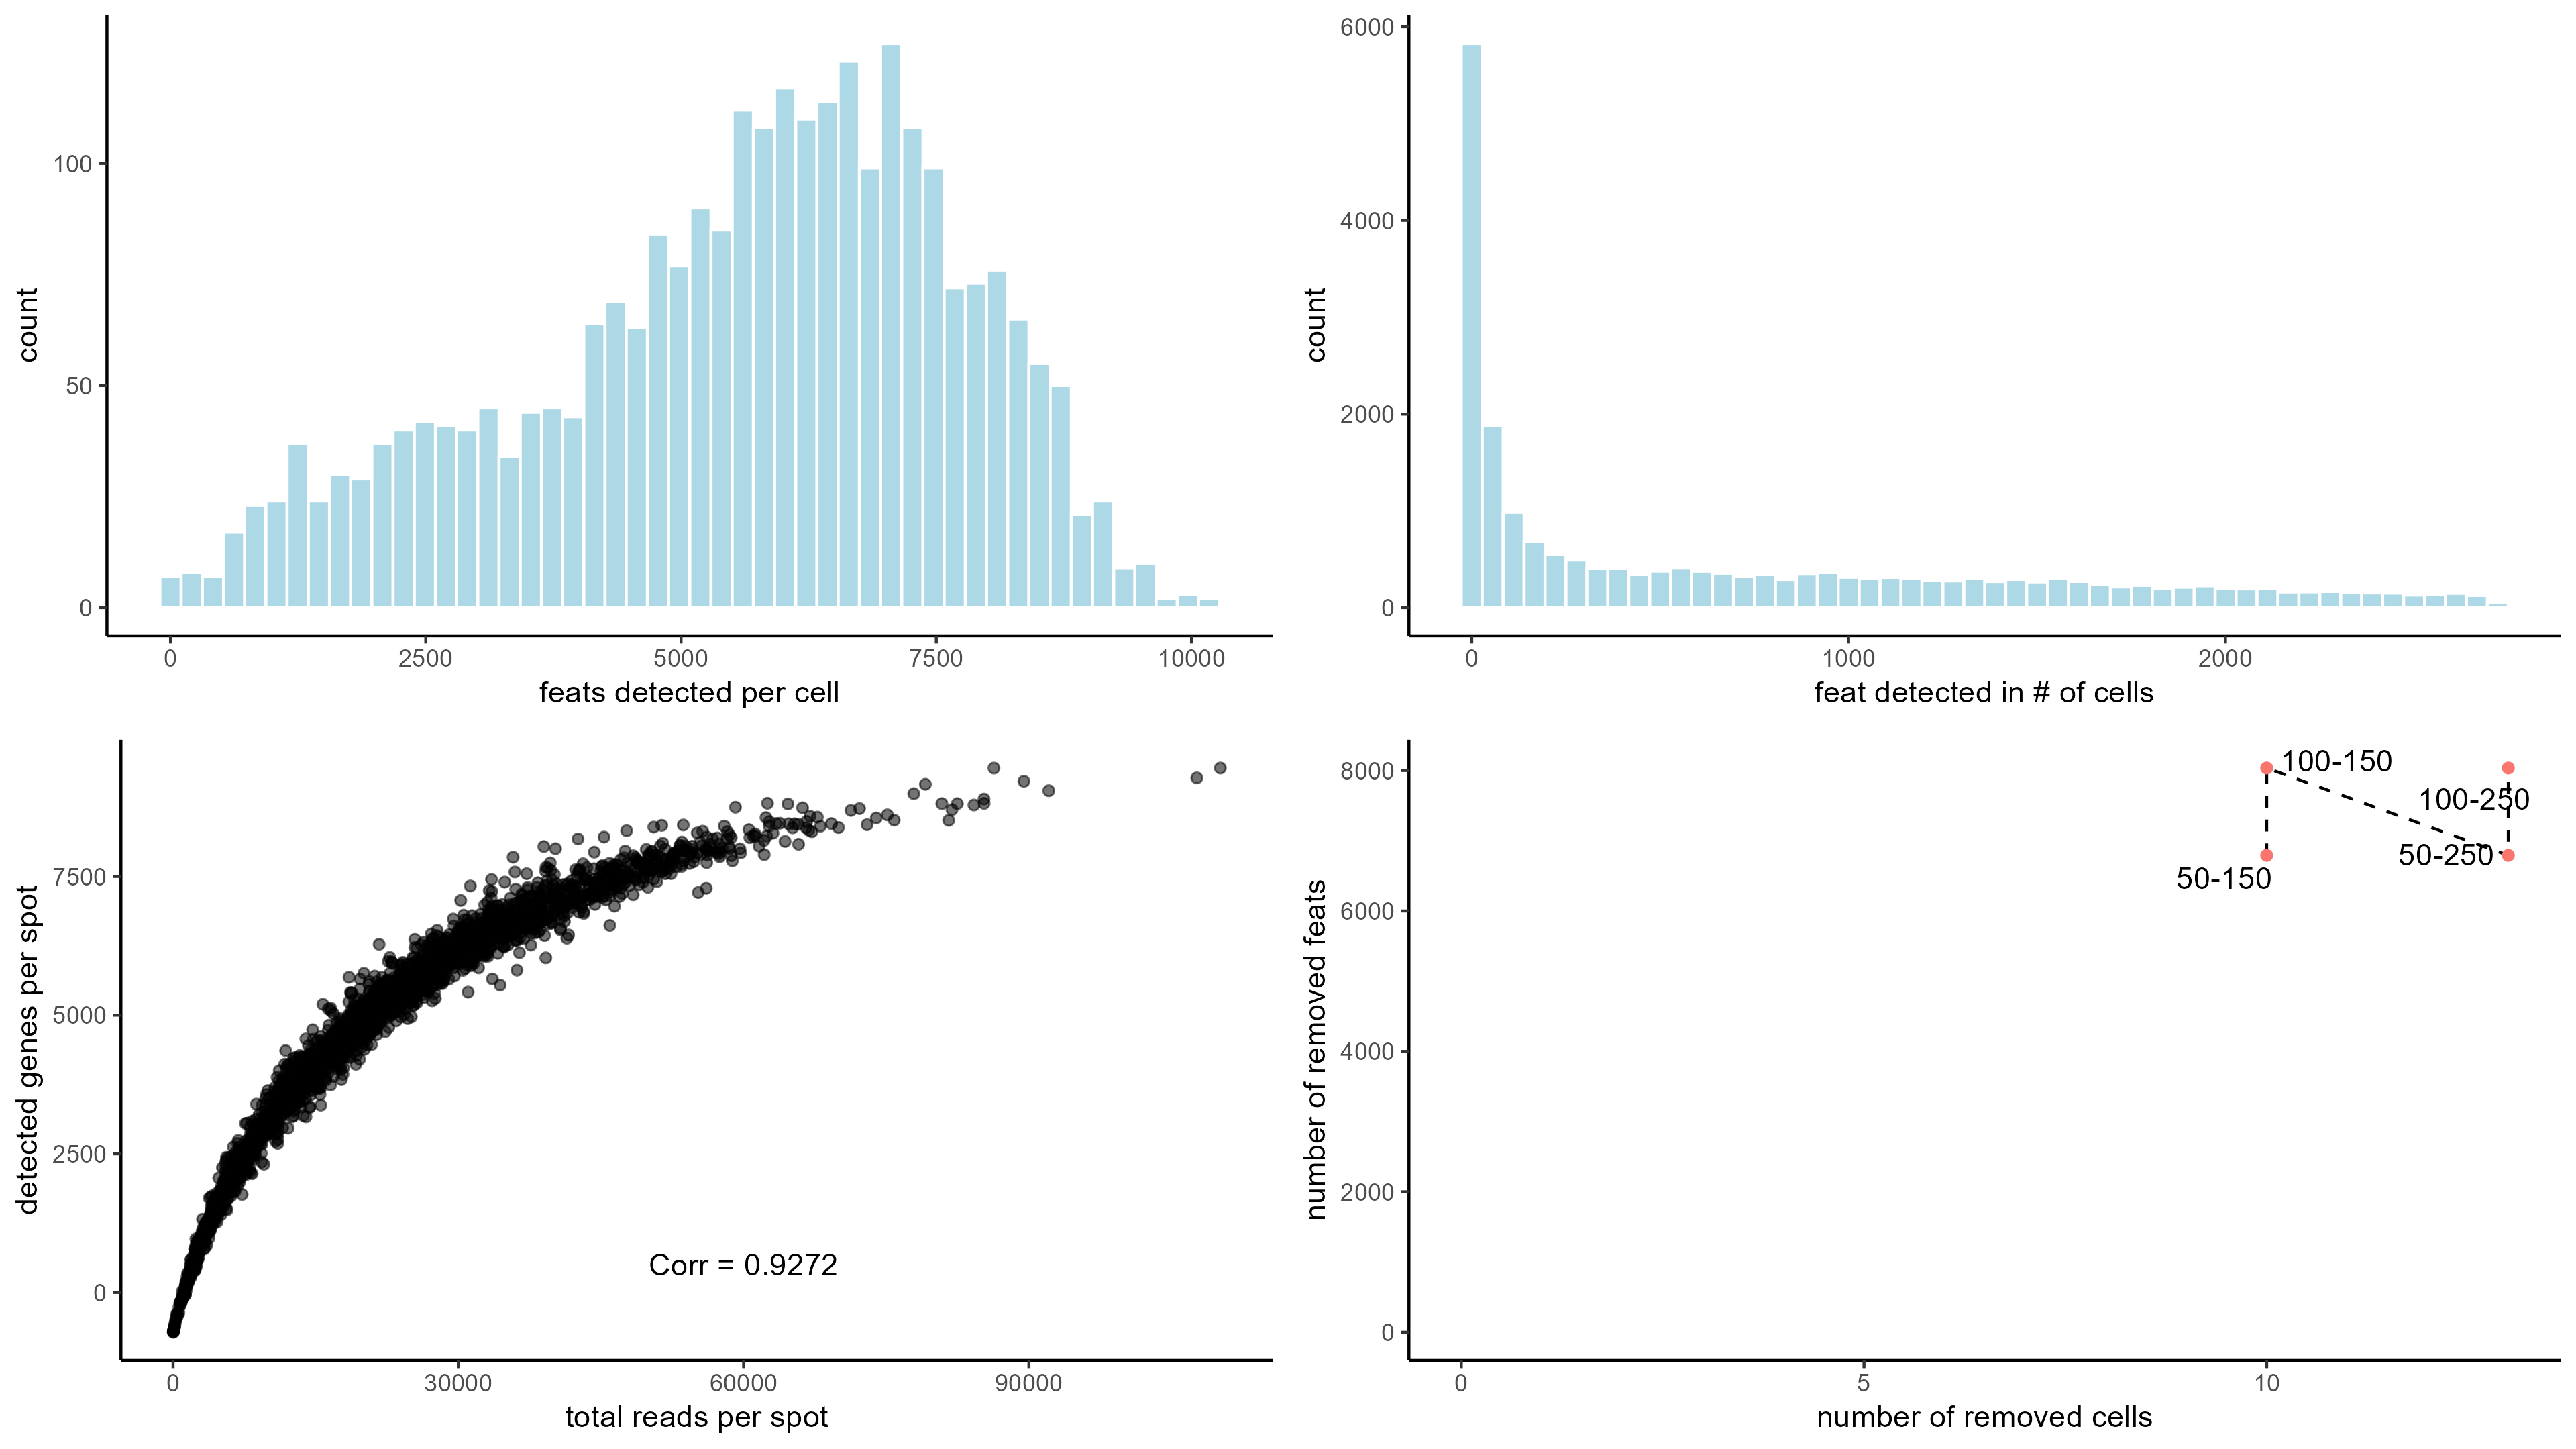 count
100
50
0
0 2500 5000 7500 10000
feats detected per cell
count
6000
4000
2000
0
0 1000 2000
feat detected in # of cells
detected genes per spot
7500
5000
2500
0
Corr = 0.9272
0 30000 60000 90000
total reads per spot
number of removed feats
8000
6000
4000
2000
0
100-150
100-250
50-250
50-150
0 5 10
number of removed cells